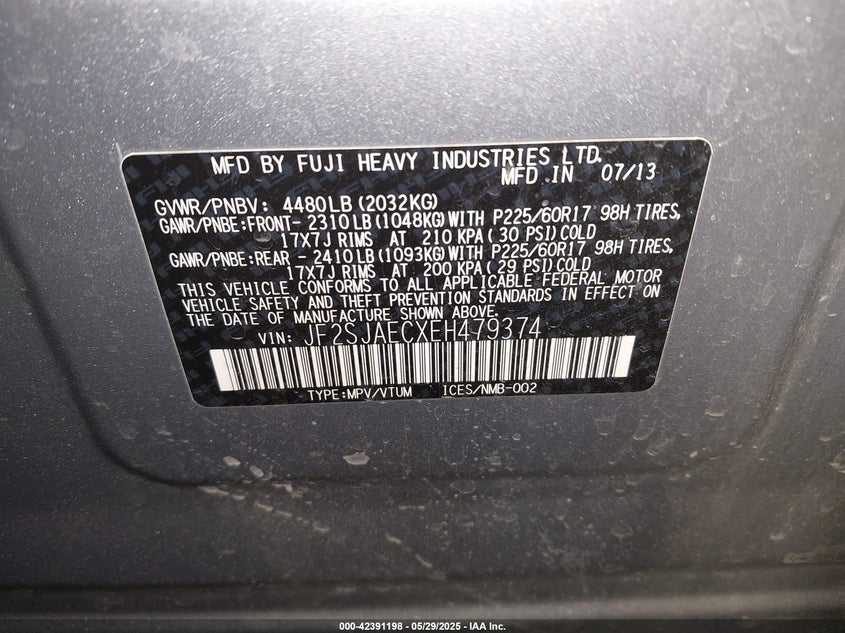 MFD BY FUJI HEAVY INDUSTRIES LTD.
MFD IN 07/13
GVWR/PNBV: 4480LB (2032KG)
GAWR/PNBE:FRONT- 2310LB (1048KG) WITH P225/60R17 98H TIRES,
17X7J RIMS AT 210 KPA (30 PSI) COLD
GAWR/PNBE:REAR - 2410LB (1093KG) WITH P225/60R17 98H TIRES,
17X7J RIMS AT 200 KPA (29 PSI) COLD
THIS VEHICLE CONFORMS TO ALL APPLICABLE FEDERAL MOTOR
VEHICLE SAFETY AND THEFT PREVENTION STANDARDS IN EFFECT ON
THE DATE OF MANUFACTURE SHOWN ABOVE.
VIN: JF2SJAECXEH479374
TYPE:MPV/VTUM ICES/NMB-002
000-42391198 - 05/29/2025 - IAA Inc.